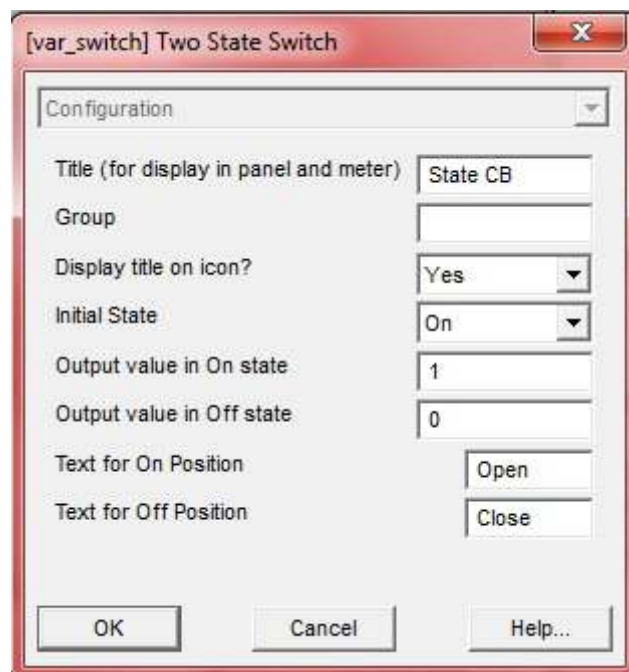 [var_switch] Two State Switch
Configuration
Title (for display in panel and meter) State CB
Group
Display title on icon? Yes
Initial State On
Output value in On state 1
Output value in Off state 0
Text for On Position Open
Text for Off Position Close
OK Cancel Help...